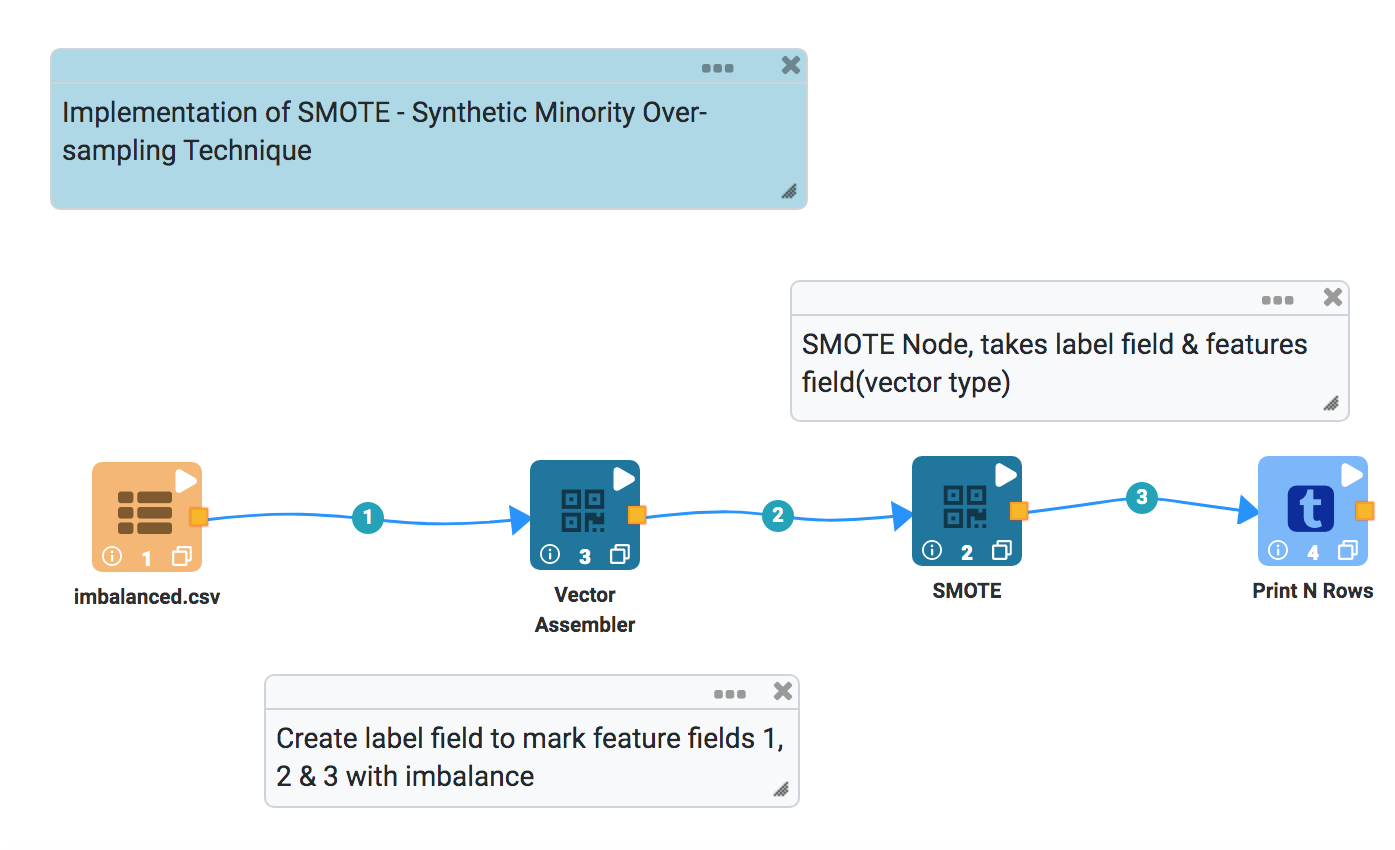 Implementation of SMOTE - Synthetic Minority Over-
sampling Technique
SMOTE Node, takes label field & features
field(vector type)
1
2
3
1
3
2
t
4
imbalanced.csv
Vector
Assembler
SMOTE
Print N Rows
Create label field to mark feature fields 1,
2 & 3 with imbalance